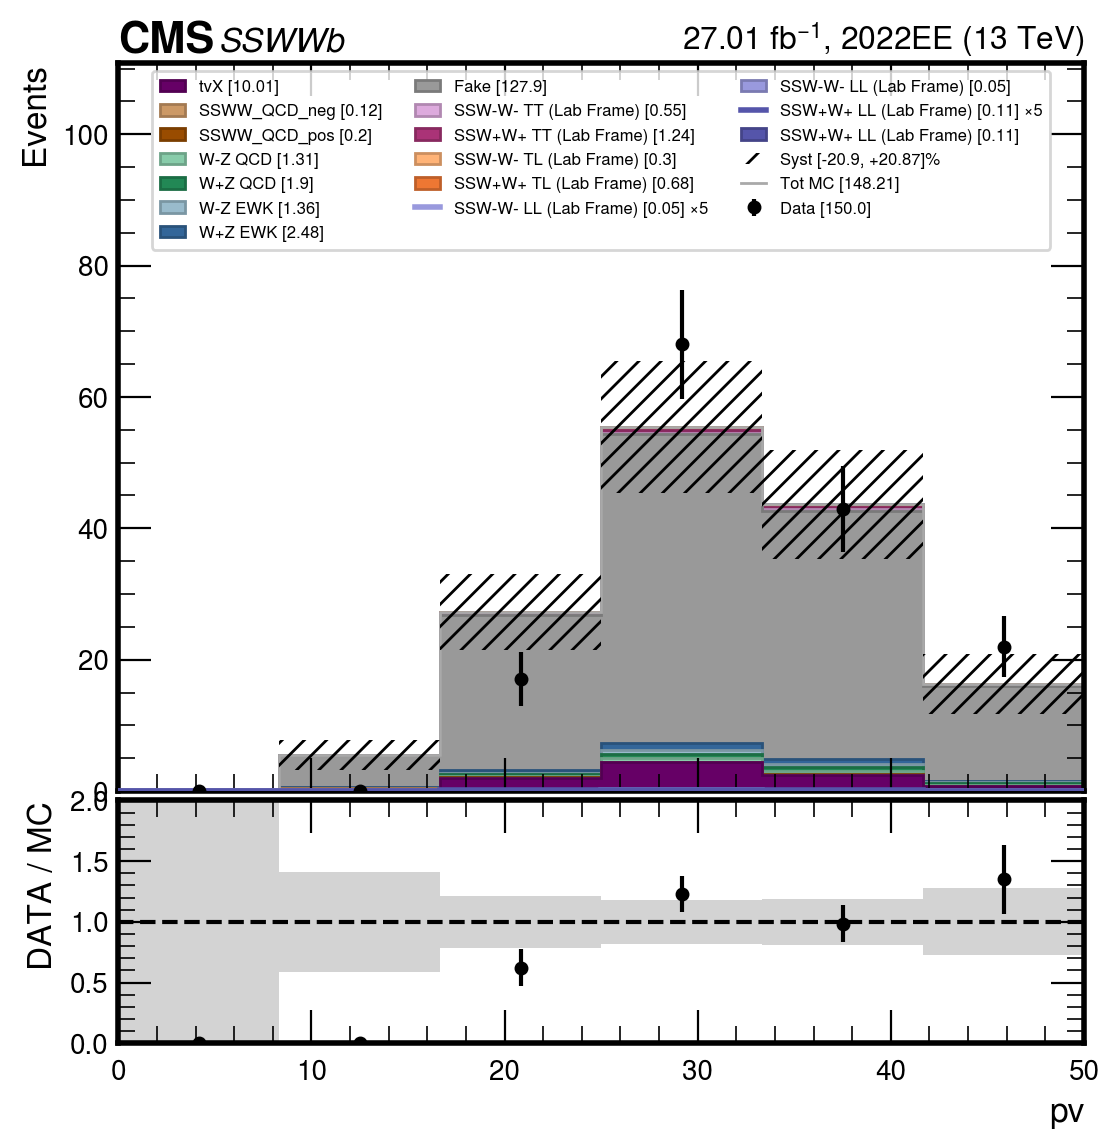 CMS SSWWb 27.01 fb⁻¹, 2022EE (13 TeV)
Events
tvX [10.01]
SSWW_QCD_neg [0.12]
SSWW_QCD_pos [0.2]
W-Z QCD [1.31]
W+Z QCD [1.9]
W-Z EWK [1.36]
W+Z EWK [2.48]
Fake [127.9]
SSW-W- TT (Lab Frame) [0.55]
SSW+W+ TT (Lab Frame) [1.24]
SSW-W- TL (Lab Frame) [0.3]
SSW+W+ TL (Lab Frame) [0.68]
SSW-W- LL (Lab Frame) [0.05] ×5
SSW-W- LL (Lab Frame) [0.05]
SSW+W+ LL (Lab Frame) [0.11] ×5
SSW+W+ LL (Lab Frame) [0.11]
Syst [-20.9, +20.87]%
Tot MC [148.21]
Data [150.0]
100
80
60
40
20
0
DATA / MC
2.0
1.5
1.0
0.5
0.0
0 10 20 30 40 50
pv